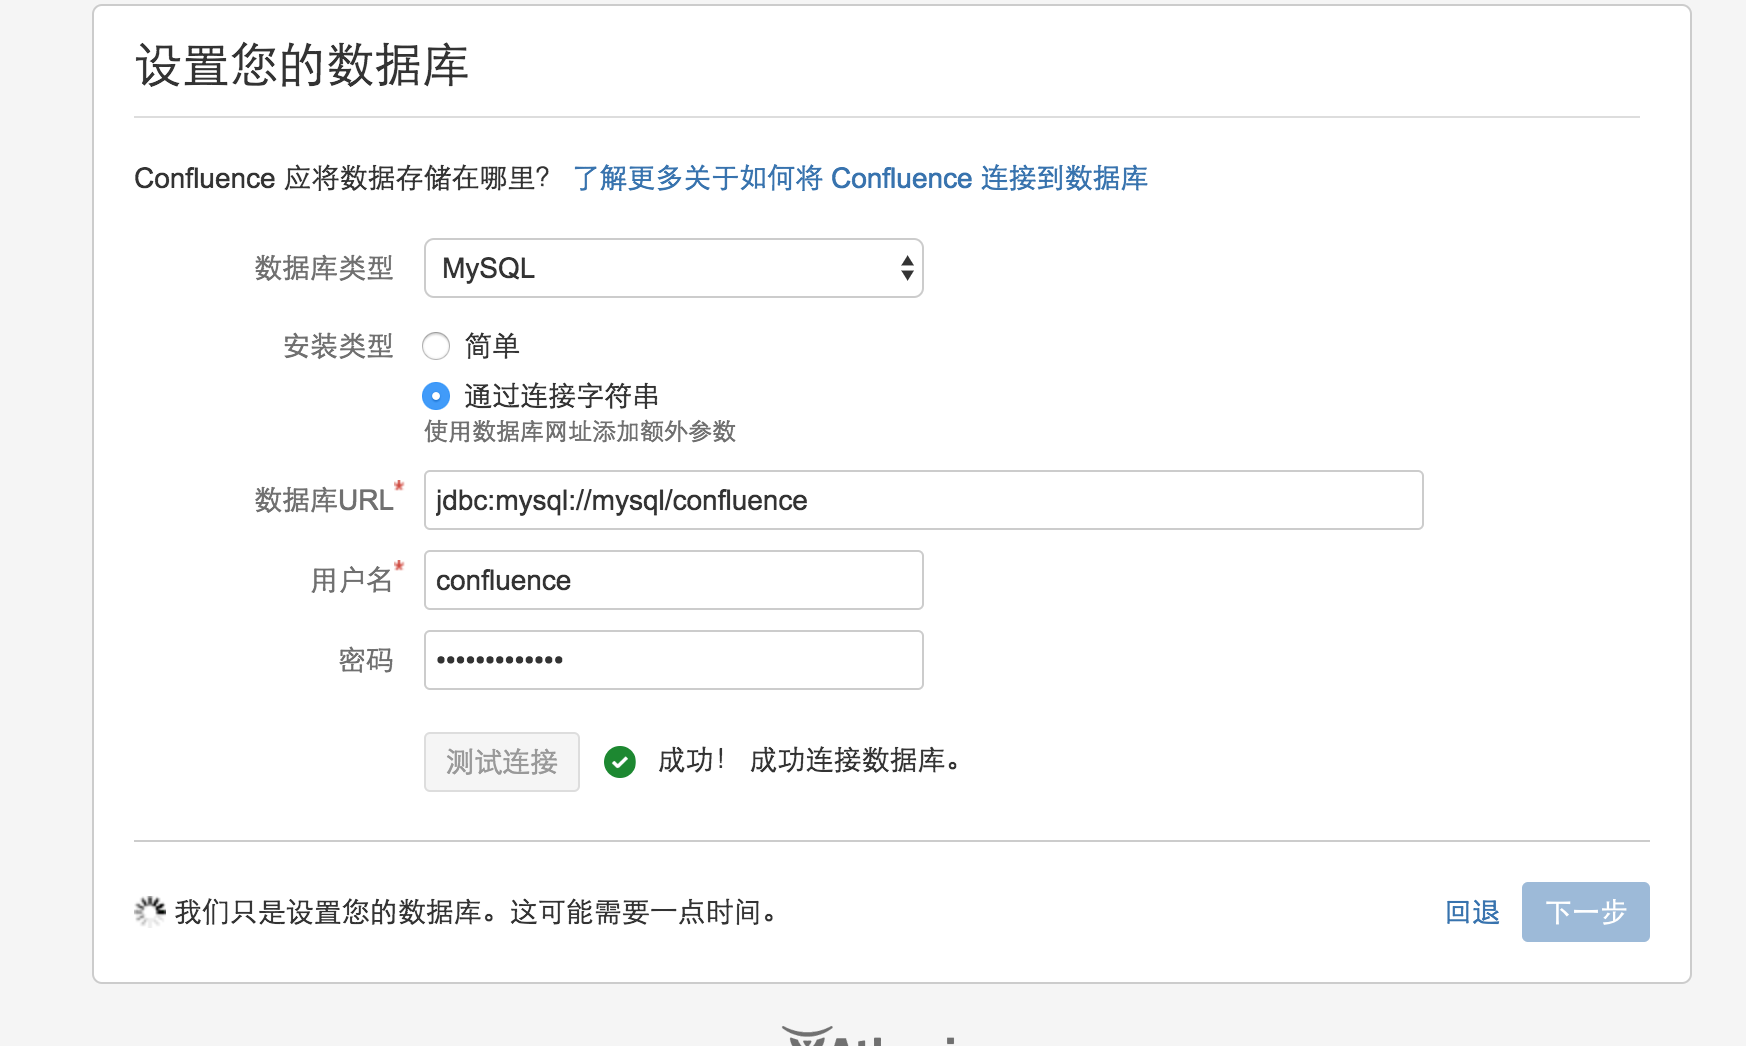 设置您的数据库
Confluence 应将数据存储在哪里？ 了解更多关于如何将 Confluence 连接到数据库
数据库类型 MySQL
安装类型 简单
通过连接字符串
使用数据库网址添加额外参数
数据库URL* jdbc:mysql://mysql/confluence
用户名* confluence
密码 •••••••••••••
测试连接 成功！ 成功连接数据库。
我们只是设置您的数据库。这可能需要一点时间。 回退 下一步